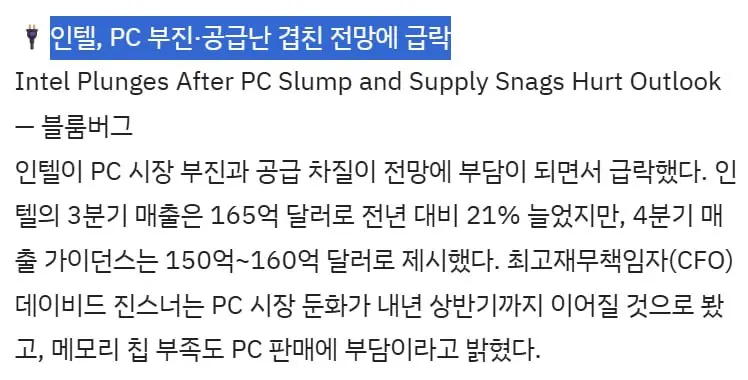 인텔, PC 부진·공급난 겹친 전망에 급락
Intel Plunges After PC Slump and Supply Snags Hurt Outlook
— 블룸버그
인텔이 PC 시장 부진과 공급 차질이 전망에 부담이 되면서 급락했다. 인
텔의 3분기 매출은 165억 달러로 전년 대비 21% 늘었지만, 4분기 매
출 가이던스는 150억~160억 달러로 제시했다. 최고재무책임자(CFO)
데이비드 진스너는 PC 시장 둔화가 내년 상반기까지 이어질 것으로 봤
고, 메모리 칩 부족도 PC 판매에 부담이라고 밝혔다.